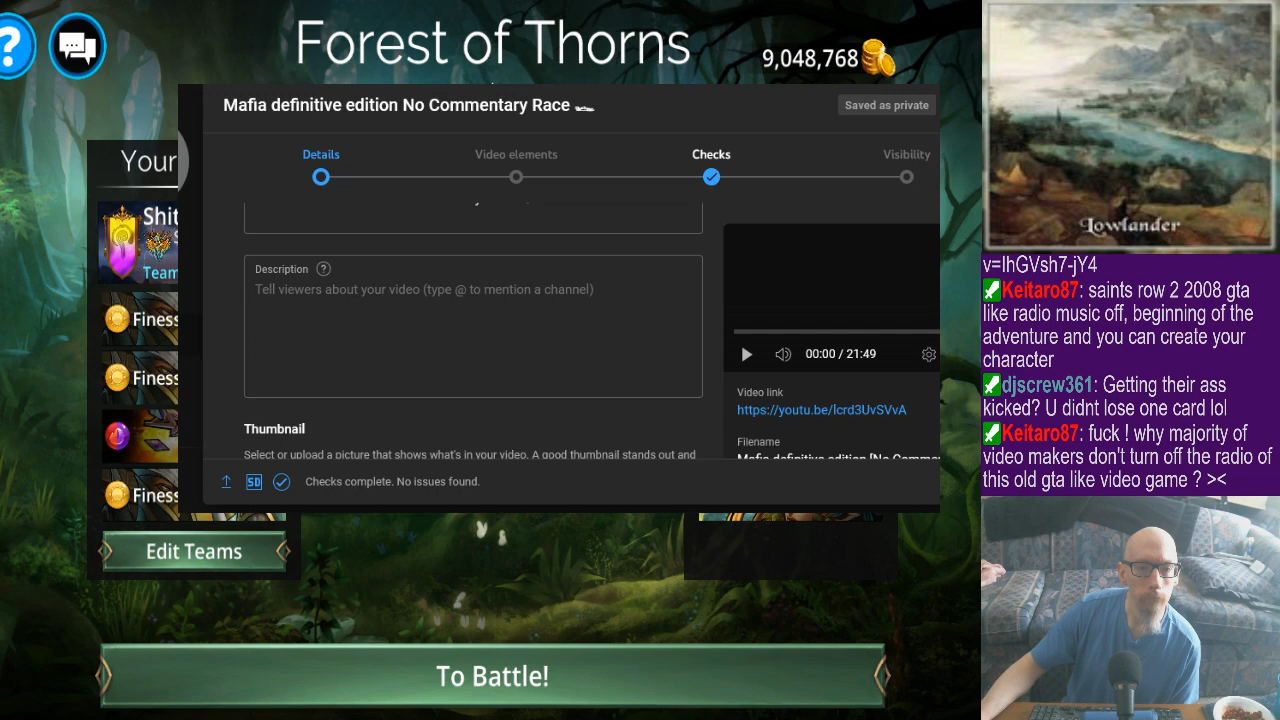 Forest of Thorns
9,048,768
Mafia definitive edition No Commentary Race
Saved as private
Details
Video elements
Checks
Visibility
Your
Shit
Team
Finess
Finess
Finess
Description ?
Tell viewers about your video (type @ to mention a channel)
00:00 / 21:49
Video link
https://youtu.be/lcrd3UvSVvA
Filename
Thumbnail
Select or upload a picture that shows what's in your video. A good thumbnail stands out and
SD
Checks complete. No issues found.
Edit Teams
To Battle!
Lowlander
v=IhGVsh7-jY4
Keitaro87: saints row 2 2008 gta
like radio music off, beginning of the
adventure and you can create your
character
djscrew361: Getting their ass
kicked? U didnt lose one card lol
Keitaro87: fuck ! why majority of
video makers don't turn off the radio of
this old gta like video game ? ><